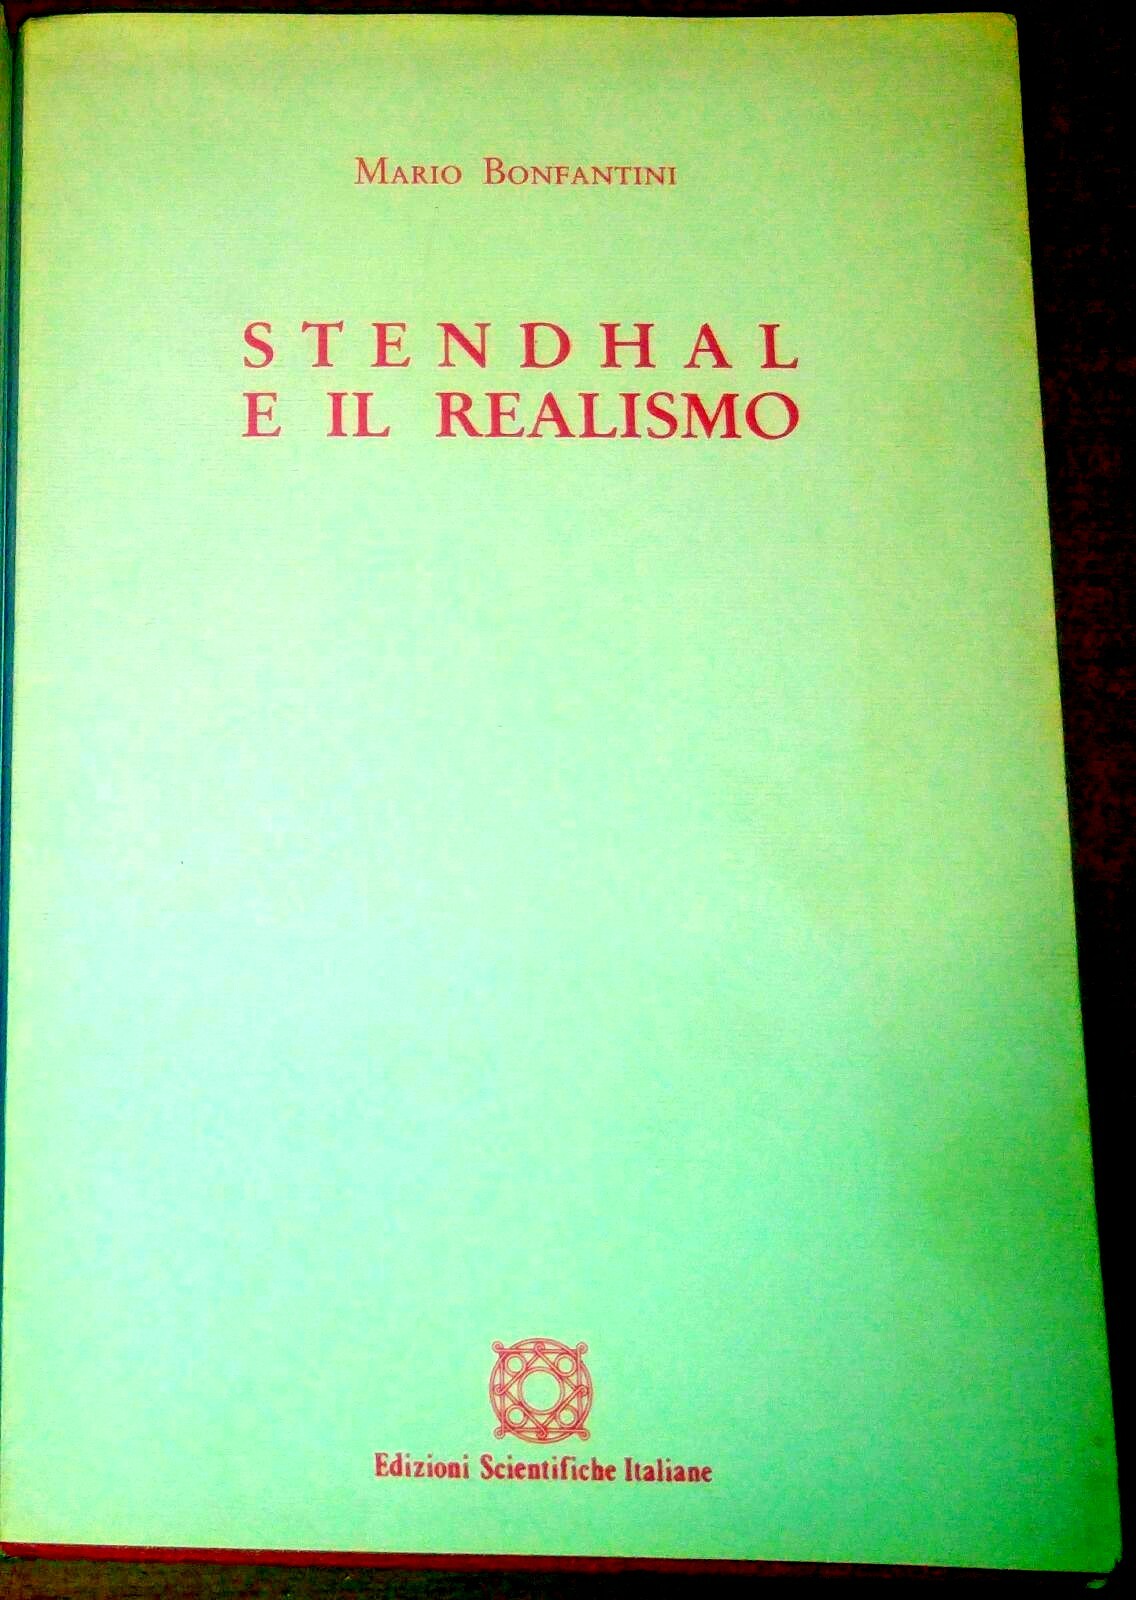 MARIO BONFANTINI
STENDHAL
E IL REALISMO
Edizioni Scientifiche Italiane